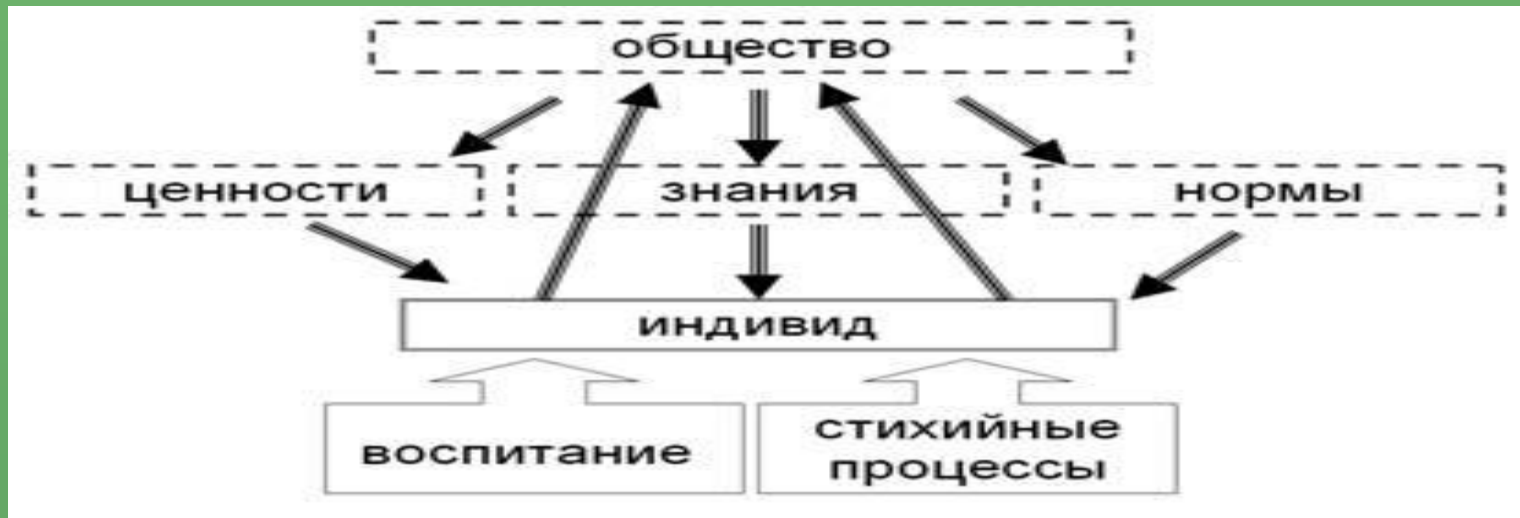 общество
ценности
знания
нормы
индивид
воспитание
стихийные
процессы